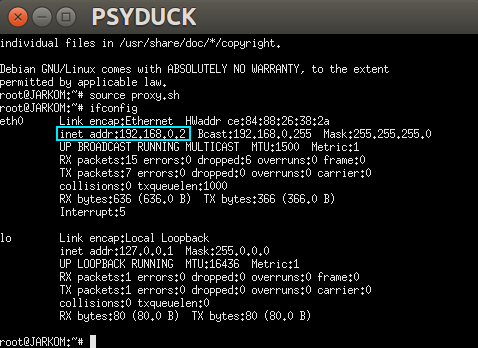 PSYDUCK
individual files in /usr/share/doc/*/copyright.
Debian GNU/Linux comes with ABSOLUTELY NO WARRANTY, to the extent
permitted by applicable law.
root@JARKOM:~# source proxy.sh
root@JARKOM:~# ifconfig
eth0 Link encap:Ethernet HWaddr ce:84:88:26:38:2a
inet addr:192.168.0.2 Bcast:192.168.0.255 Mask:255.255.255.0
UP BROADCAST RUNNING MULTICAST MTU:1500 Metric:1
RX packets:15 errors:0 dropped:6 overruns:0 frame:0
TX packets:7 errors:0 dropped:0 overruns:0 carrier:0
collisions:0 txqueuelen:1000
RX bytes:636 (636.0 B) TX bytes:366 (366.0 B)
Interrupt:5
lo Link encap:Local Loopback
inet addr:127.0.0.1 Mask:255.0.0.0
UP LOOPBACK RUNNING MTU:16436 Metric:1
RX packets:1 errors:0 dropped:0 overruns:0 frame:0
TX packets:1 errors:0 dropped:0 overruns:0 carrier:0
collisions:0 txqueuelen:0
RX bytes:80 (80.0 B) TX bytes:80 (80.0 B)
root@JARKOM:~#